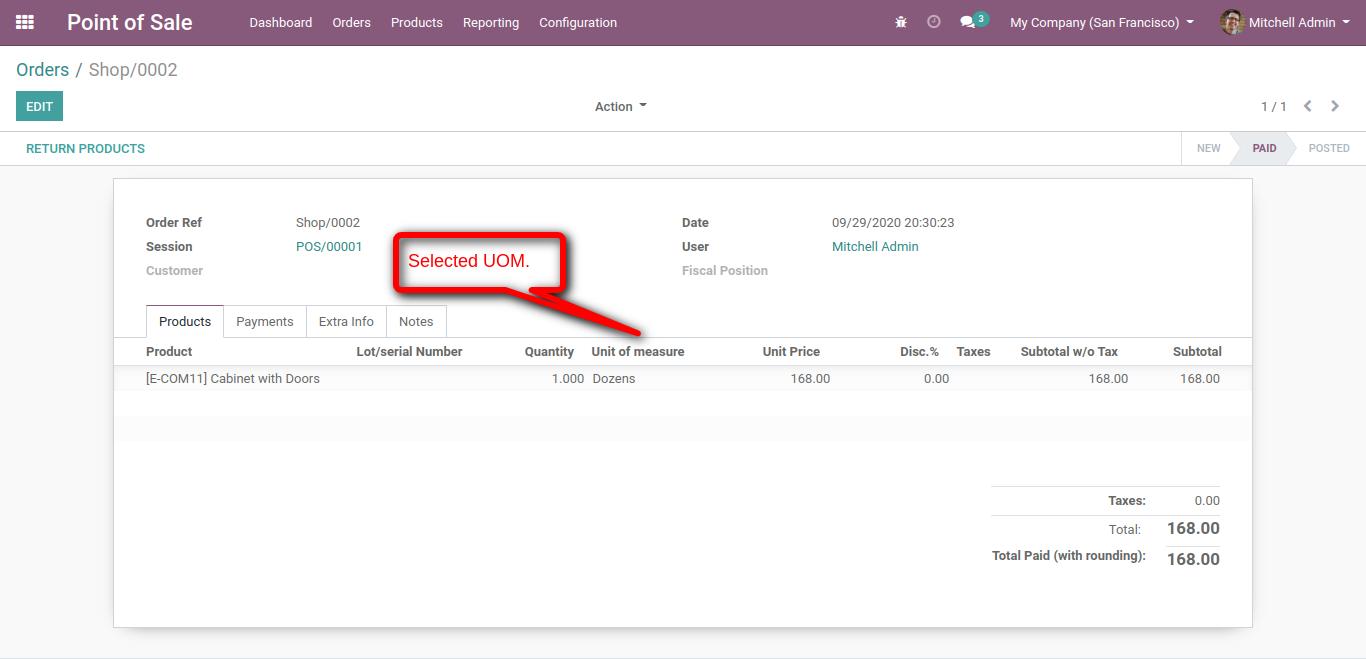 Point of Sale Dashboard Orders Products Reporting Configuration 3 My Company (San Francisco) Mitchell Admin
Orders / Shop/0002
EDIT Action 1 / 1
RETURN PRODUCTS NEW PAID POSTED
Order Ref Shop/0002 Date 09/29/2020 20:30:23
Session POS/00001 User Mitchell Admin
Selected UOM.
Customer Fiscal Position
Products Payments Extra Info Notes
Product Lot/serial Number Quantity Unit of measure Unit Price Disc.% Taxes Subtotal w/o Tax Subtotal
[E-COM11] Cabinet with Doors 1.000 Dozens 168.00 0.00 168.00 168.00
Taxes: 0.00
Total: 168.00
Total Paid (with rounding): 168.00